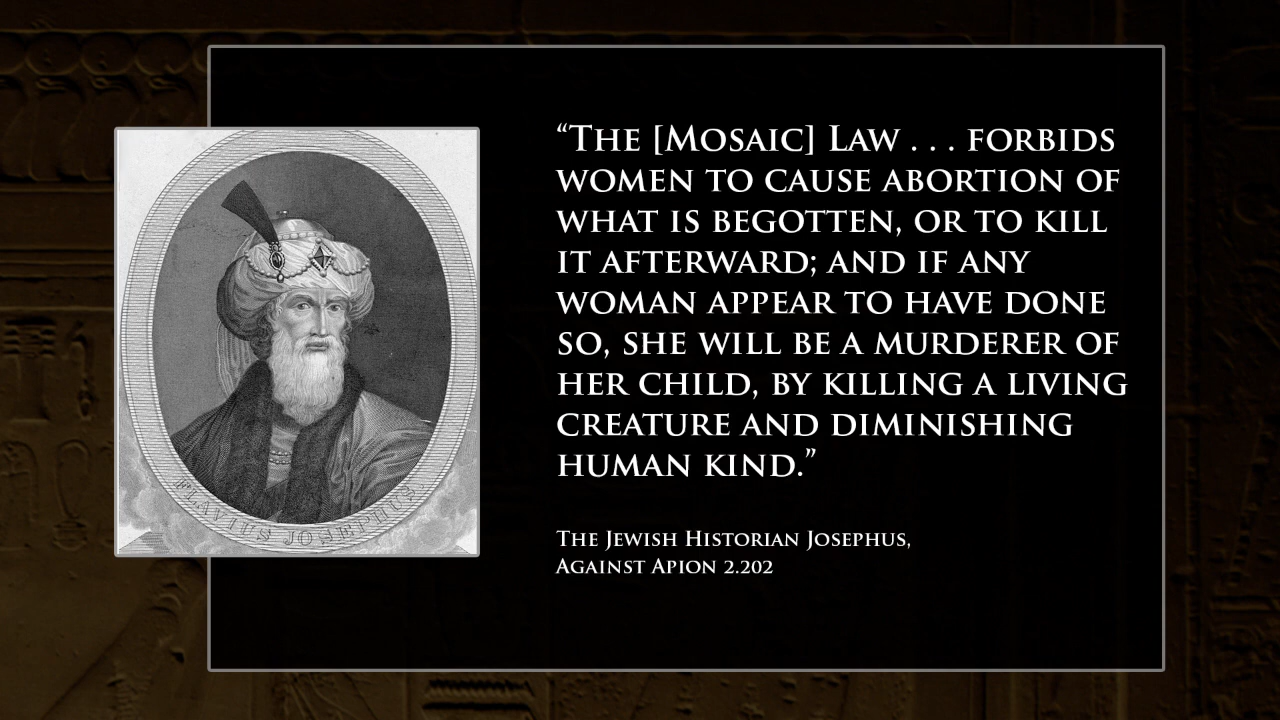 “The [Mosaic] Law . . . forbids
women to cause abortion of
what is begotten, or to kill
it afterward; and if any
woman appear to have done
so, she will be a murderer of
her child, by killing a living
creature and diminishing
human kind.”
The Jewish Historian Josephus,
Against Apion 2.202
FLAVIUS JOSEPHUS.